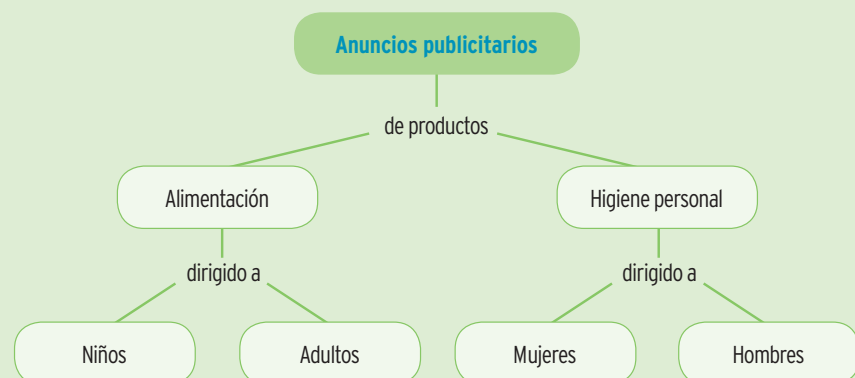 Anuncios publicitarios
de productos
Alimentación
Higiene personal
dirigido a
dirigido a
Niños
Adultos
Mujeres
Hombres